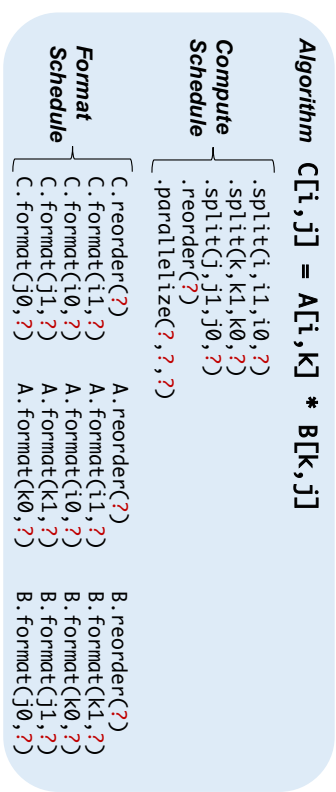 Algorithm C[i,j] = A[i,k] * B[k,j]
Compute
Schedule
.split(i,i1,i0,?)
.split(k,k1,k0,?)
.split(j,j1,j0,?)
.reorder(?)
.parallelize(?,?,?)
Format
Schedule
C.reorder(?) A.reorder(?) B.reorder(?)
C.format(i1,?) A.format(i1,?) B.format(k1,?)
C.format(i0,?) A.format(i0,?) B.format(k0,?)
C.format(j1,?) A.format(k1,?) B.format(j1,?)
C.format(j0,?) A.format(k0,?) B.format(j0,?)